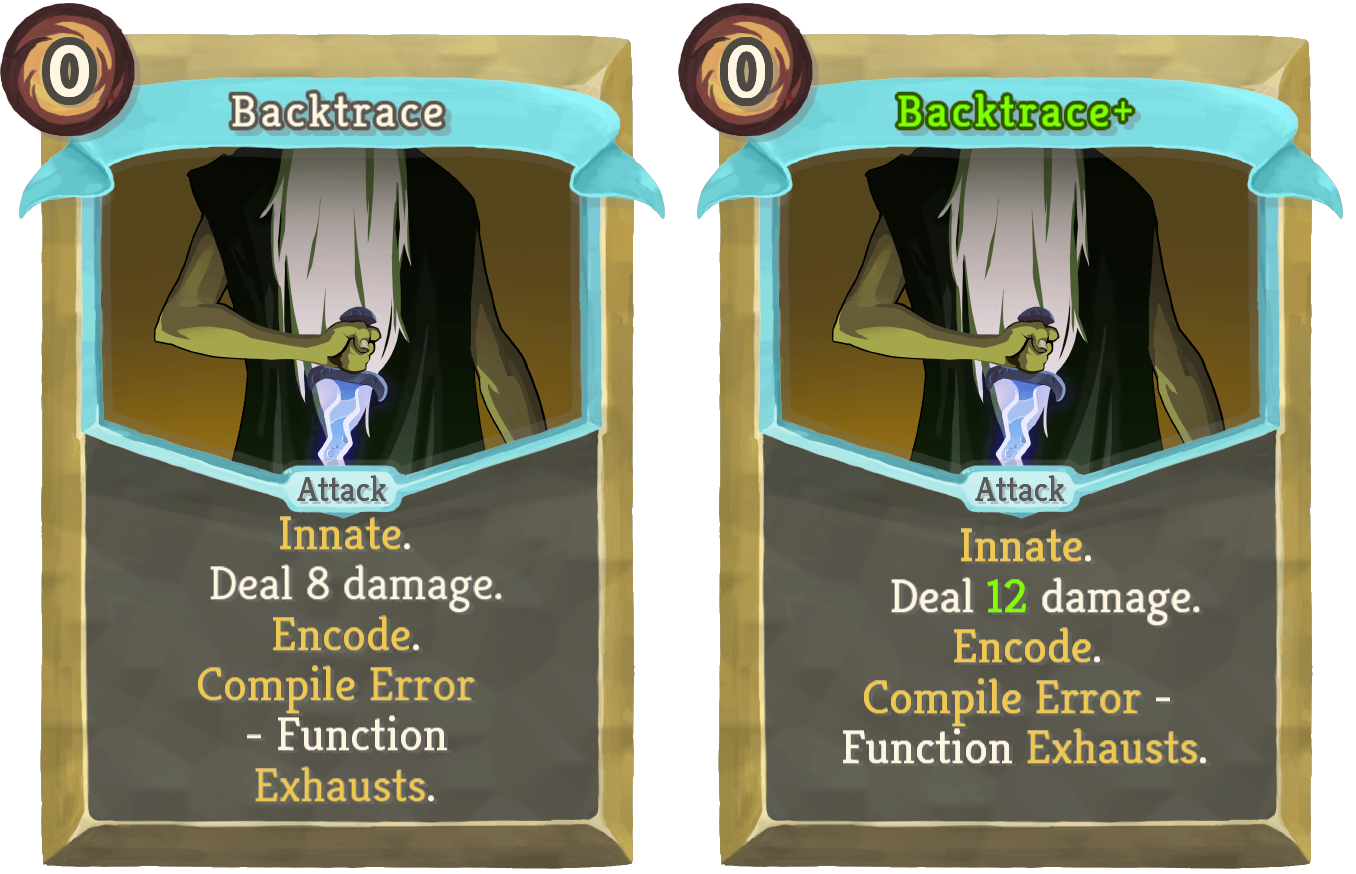 0
Backtrace
Attack
Innate.
Deal 8 damage.
Encode.
Compile Error
- Function
Exhausts.
0
Backtrace+
Attack
Innate.
Deal 12 damage.
Encode.
Compile Error -
Function Exhausts.